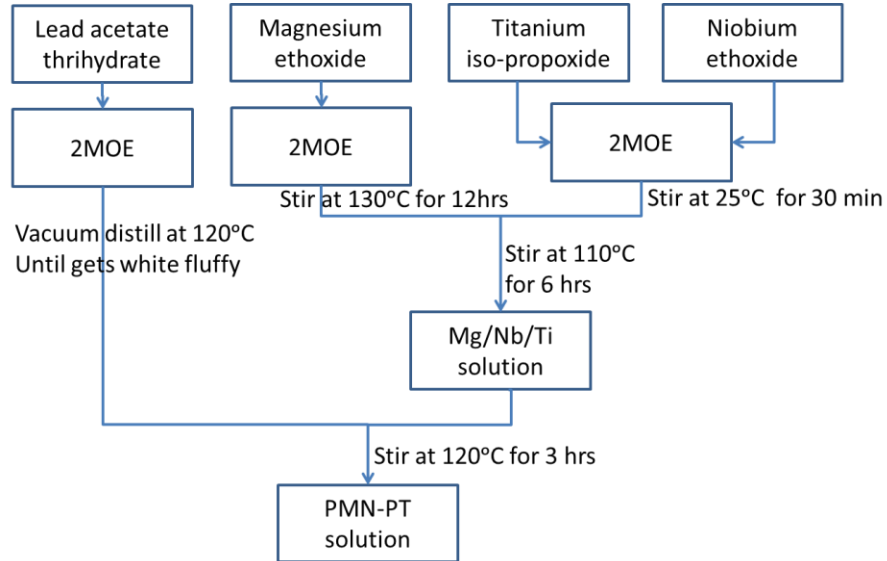 Lead acetate
thrihydrate
Magnesium
ethoxide
Titanium
iso-propoxide
Niobium
ethoxide
2MOE
2MOE
2MOE
Stir at 130°C for 12hrs
Stir at 25°C for 30 min
Vacuum distill at 120°C
Until gets white fluffy
Stir at 110°C
for 6 hrs
Mg/Nb/Ti
solution
Stir at 120°C for 3 hrs
PMN-PT
solution